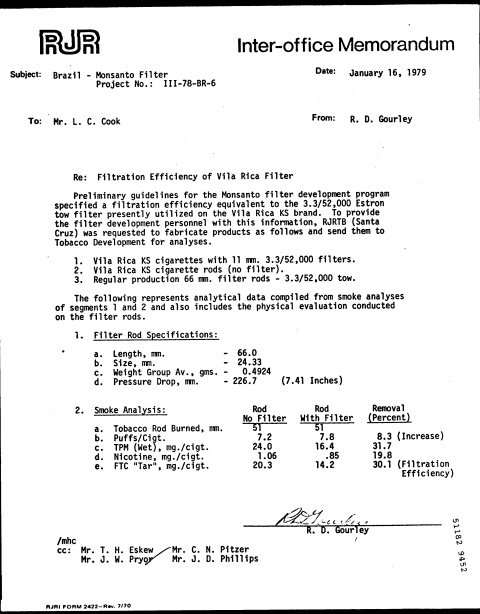 RJR
Inter-office Memorandum
Subject: Brazil - Monsanto Filter
Project No.: III-78-BR-6
Date: January 16, 1979
To: Mr. L. C. Cook
From: R. D. Gourley
Re: Filtration Efficiency of Vila Rica Filter
Preliminary guidelines for the Monsanto filter development program
specified a filtration efficiency equivalent to the 3.3/52,000 Estron
tow filter presently utilized on the Vila Rica KS brand. To provide
the filter development personnel with this information, RJRTB (Santa
Cruz) was requested to fabricate products as follows and send them to
Tobacco Development for analyses.
1. Vila Rica KS cigarettes with 11 mm. 3.3/52,000 filters.
2. Vila Rica KS cigarette rods (no filter).
3. Regular production 66 mm. filter rods - 3.3/52,000 tow.
The following represents analytical data compiled from smoke analyses
of segments 1 and 2 and also includes the physical evaluation conducted
on the filter rods.
1. Filter Rod Specifications:
a. Length, mm. - 66.0
b. Size, mm. - 24.33
c. Weight Group Av., gms. - 0.4924
d. Pressure Drop, mm. - 226.7 (7.41 Inches)
2. Smoke Analysis: Rod No Filter Rod With Filter Removal (Percent)
a. Tobacco Rod Burned, mm. 51 51
b. Puffs/Cigt. 7.2 7.8 8.3 (Increase)
c. TPM (Wet), mg./cigt. 24.0 16.4 31.7
d. Nicotine, mg./cigt. 1.06 .85 19.8
e. FTC "Tar", mg./cigt. 20.3 14.2 30.1 (Filtration
Efficiency)
R. D. Gourley
R. D. Gourley
/mhc
cc: Mr. T. H. Eskew Mr. C. N. Pitzer
Mr. J. W. Pryor Mr. J. D. Phillips
51182 9452
RJRI FORM 2422-Rev. 7/70